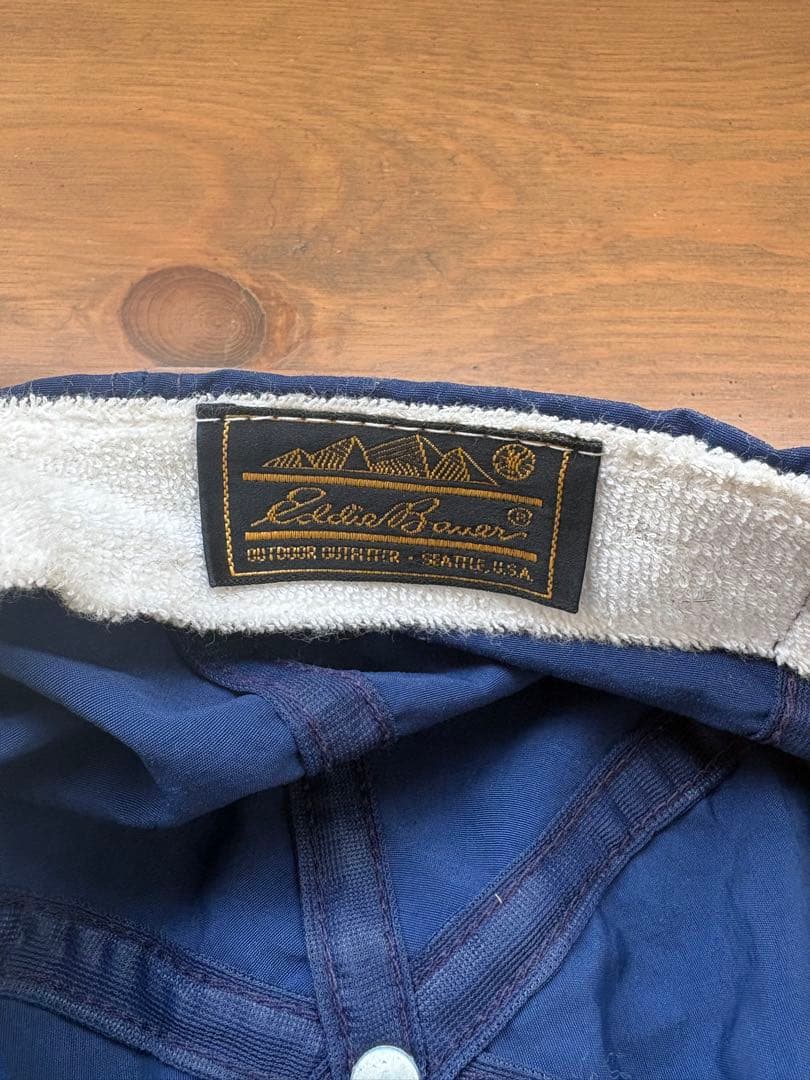 Eddie Bauer®
OUTDOOR OUTFITTER • SEATTLE, U.S.A.